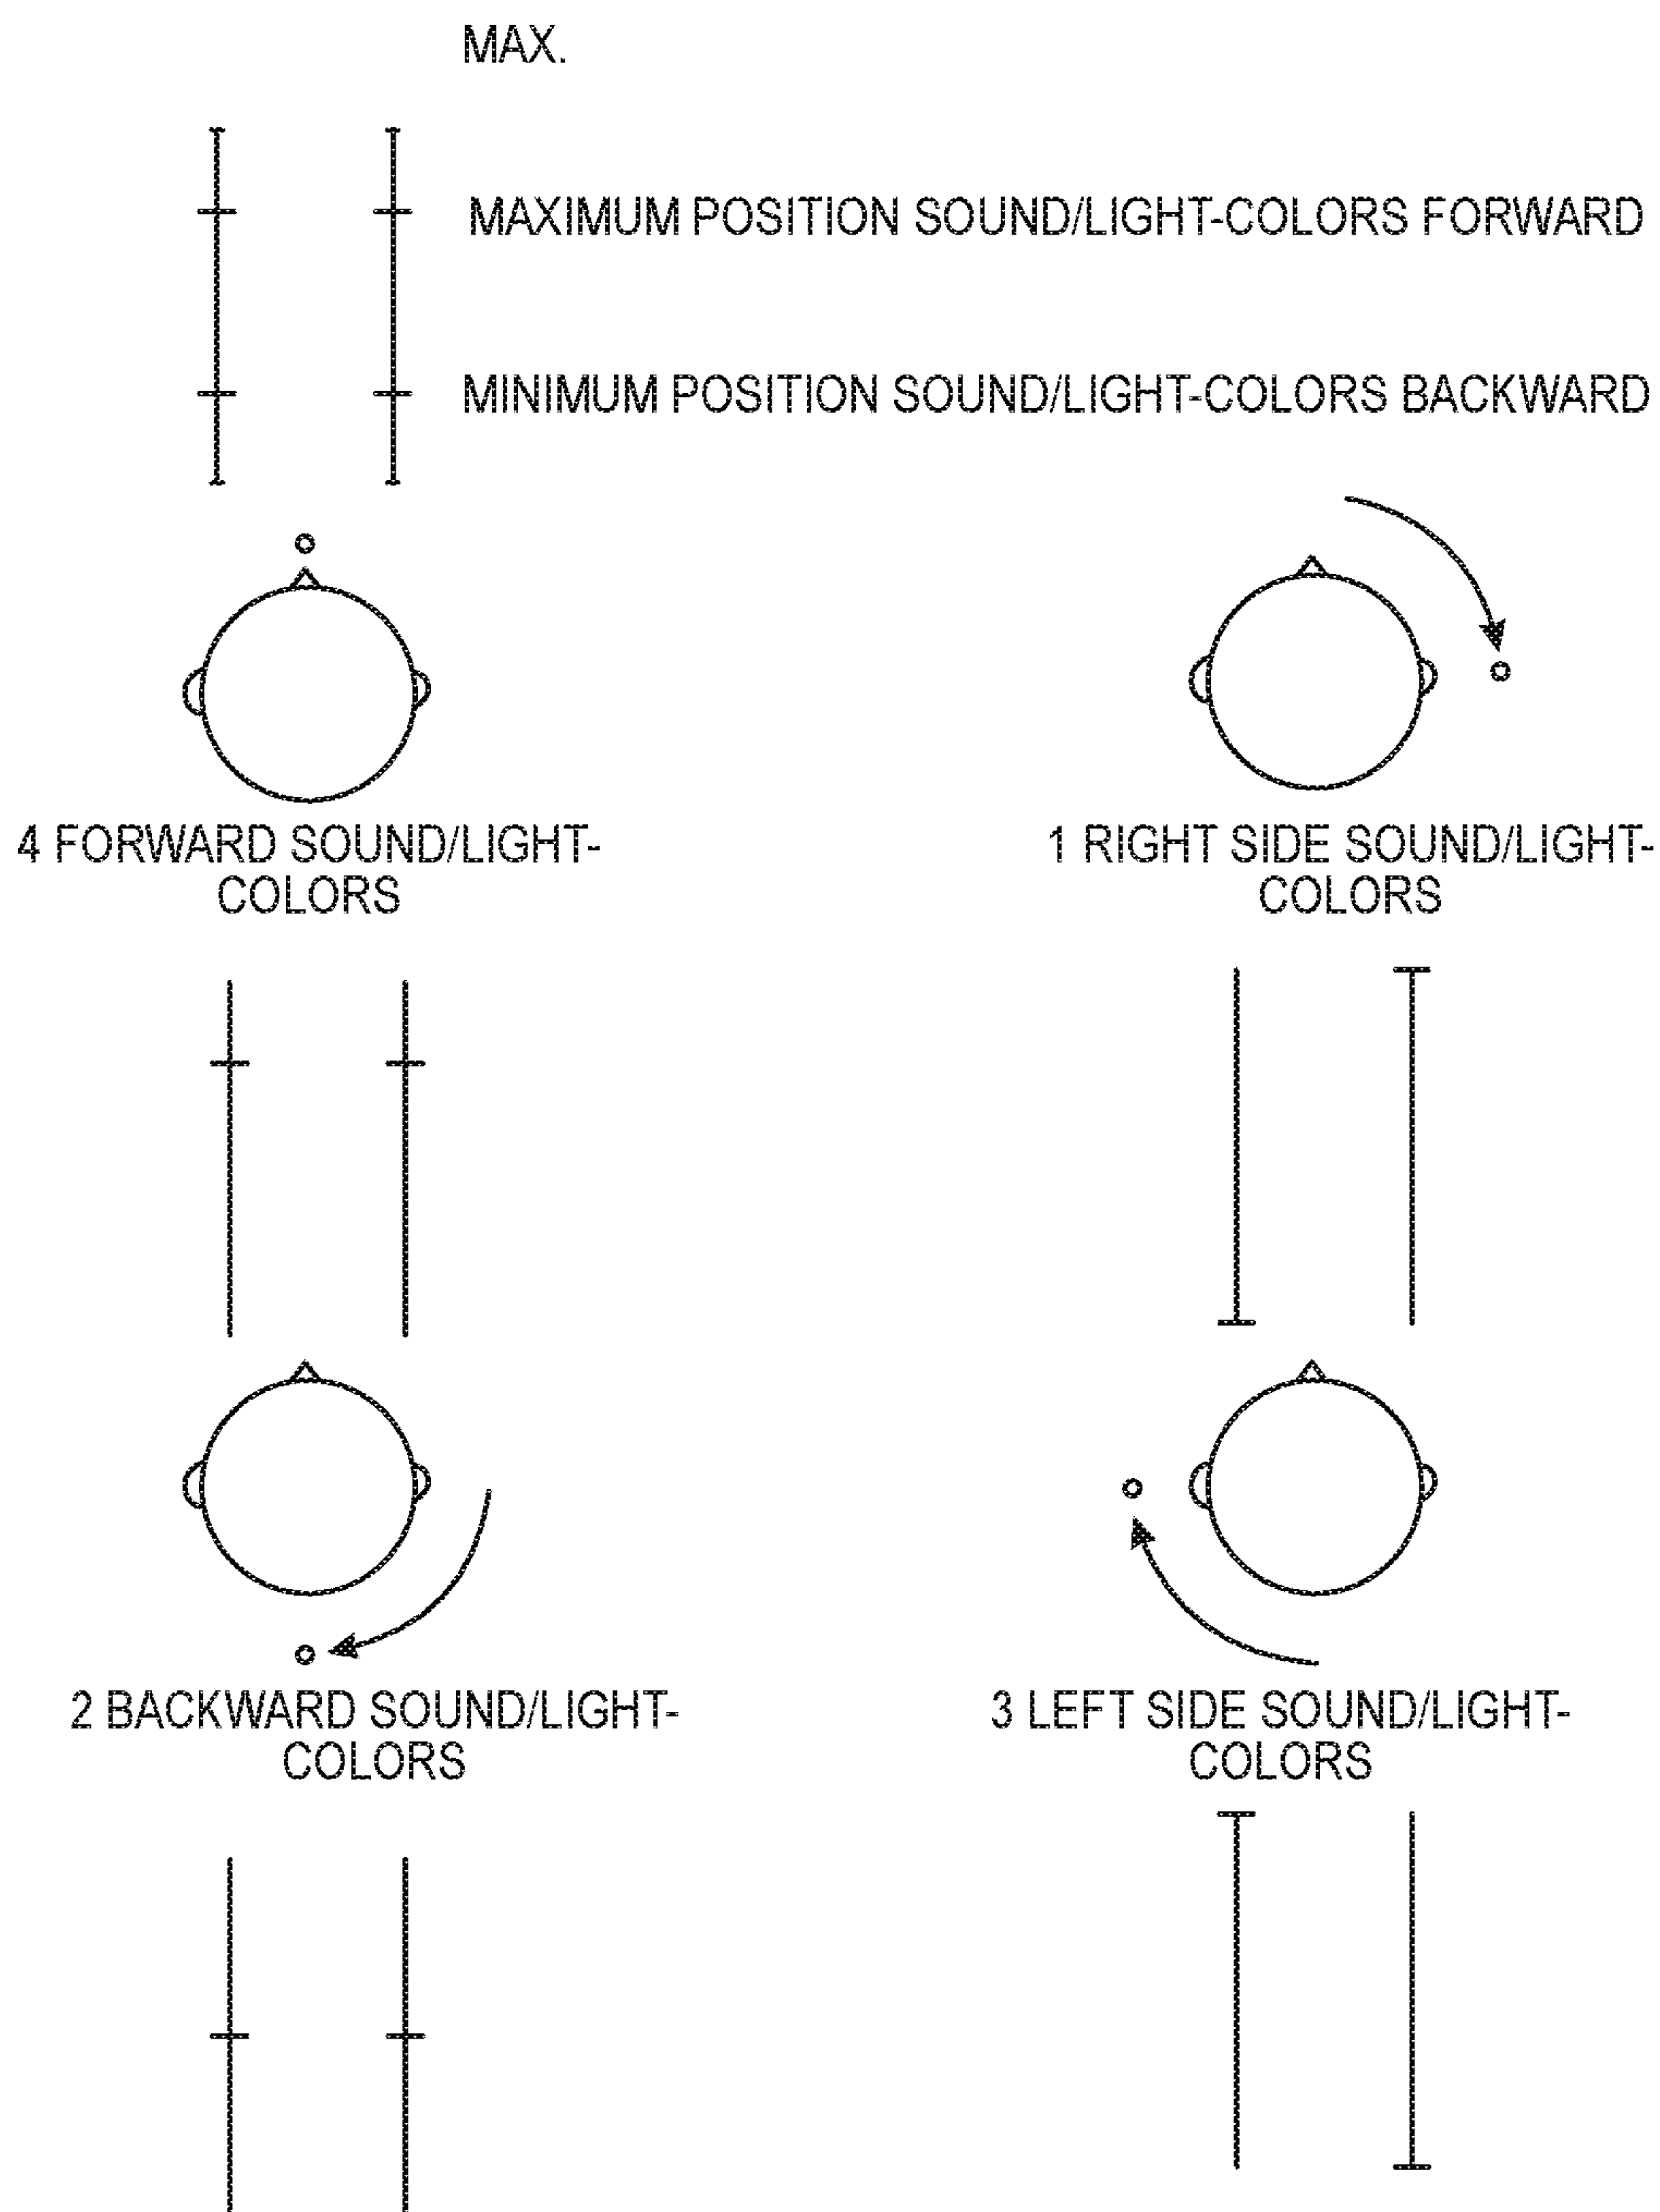 MAX.
MAXIMUM POSITION SOUND/LIGHT-COLORS FORWARD
MINIMUM POSITION SOUND/LIGHT-COLORS BACKWARD
4 FORWARD SOUND/LIGHT-
COLORS
1 RIGHT SIDE SOUND/LIGHT-
COLORS
2 BACKWARD SOUND/LIGHT-
COLORS
3 LEFT SIDE SOUND/LIGHT-
COLORS